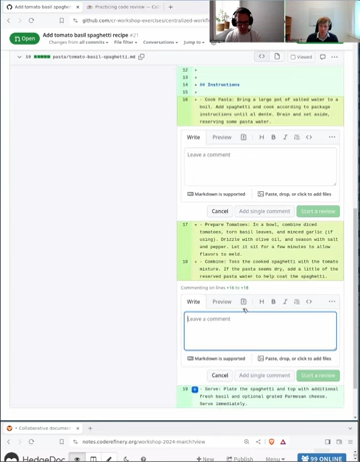 Add tomato basil spaghetti
Practicing code review
github.com/cr-workshop-exercises/centralized-w
Open
Add tomato basil spaghetti recipe #21
Changes from all commits
File filter
Conversations
Jump to
18
pasta/tomato-basil-spaghetti.md
Viewed
12 +
13 +
14 + ## Instructions
15 +
16 + - Cook Pasta: Bring a large pot of salted water to a
boil. Add spaghetti and cook according to package
instructions until al dente. Drain and set aside,
reserving some pasta water.
Write Preview H B I
Leave a comment
Markdown is supported Paste, drop, or click to add files
Cancel Add single comment Start a review
17 + - Prepare Tomatoes: In a bowl, combine diced
tomatoes, torn basil leaves, and minced garlic (if
using). Drizzle with olive oil, and season with salt
and pepper. Let it sit for a few minutes to allow
flavors to meld.
18 + - Combine: Toss the cooked spaghetti with the tomato
mixture. If the pasta seems dry, add a little of the
reserved pasta water to help coat the spaghetti.
Commenting on lines +16 to +18
Write Preview H B I
Leave a comment
Markdown is supported Paste, drop, or click to add files
Cancel Add single comment Start a review
19 + - Serve: Plate the spaghetti and top with additional
fresh basil and optional grated Parmesan cheese.
Serve immediately.
Collaborative documen
notes.coderefinery.org/workshop-2024-march#view
HedgeDoc
New Publish Menu 99 ONLINE